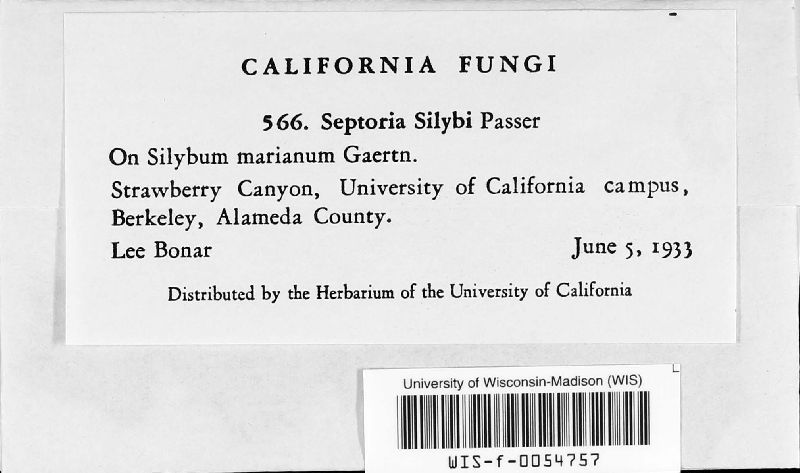 CALIFORNIA FUNGI
566. Septoria Silybi Passer
On Silybum marianum Gaertn.
Strawberry Canyon, University of California campus,
Berkeley, Alameda County.
Lee Bonar June 5, 1933
Distributed by the Herbarium of the University of California
University of Wisconsin-Madison (WIS)
WIS-f-0054757